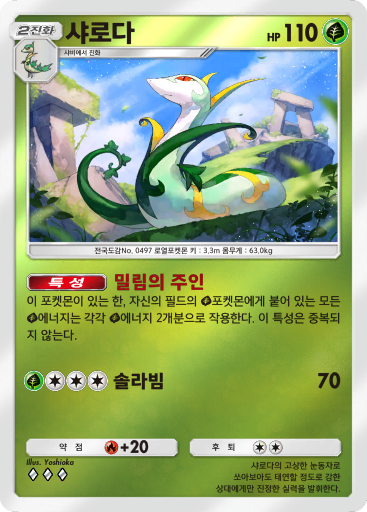 2진화 샤로다 HP 110
샤비에서 진화
전국도감No. 0497 로열포켓몬 키 : 3.3m 몸무게 : 63.0kg
특성 밀림의 주인
이 포켓몬이 있는 한, 자신의 필드의 포켓몬에게 붙어 있는 모든
에너지는 각각 에너지 2개분으로 작용한다. 이 특성은 중복되
지 않는다.
솔라빔 70
약점 +20 후퇴
Illus. Yoshioka
샤로다의 고상한 눈동자로
쏘아보아도 태연할 정도로 강한
상대에게만 진정한 실력을 발휘한다.